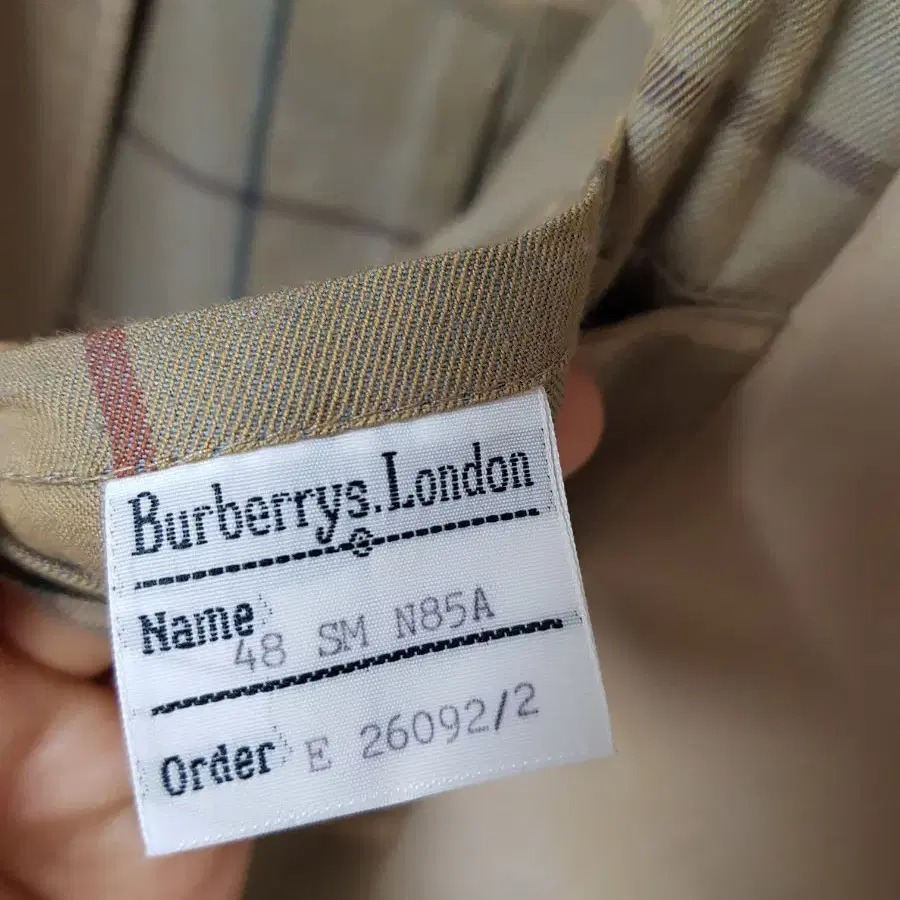 Burberrys. London
Name 48 SM N85A
Order E 26092/2